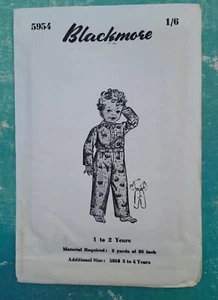 5954 Blackmore 1/6
1 to 2 Years
Material Required: 2 yards of 36 inch
Additional Size: 5954 3 to 4 Years